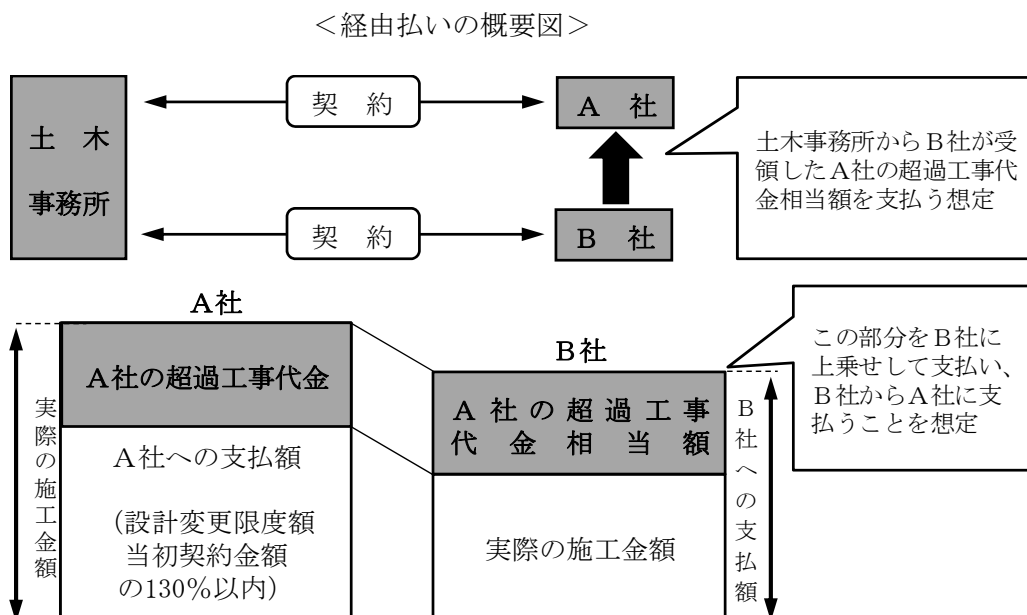 ＜経由払いの概要図＞
土　木
事務所
契　約
A　社
契　約
B　社
土木事務所からＢ社が受
領したＡ社の超過工事代
金相当額を支払う想定
A社
A社の超過工事代金
A社への支払額
（設計変更限度額
当初契約金額
の130％以内）
実際の施工金額
B社
A社の超過工事
代金相当額
実際の施工金額
B社への支払額
この部分をＢ社に
上乗せして支払い、
Ｂ社からＡ社に支
払うことを想定